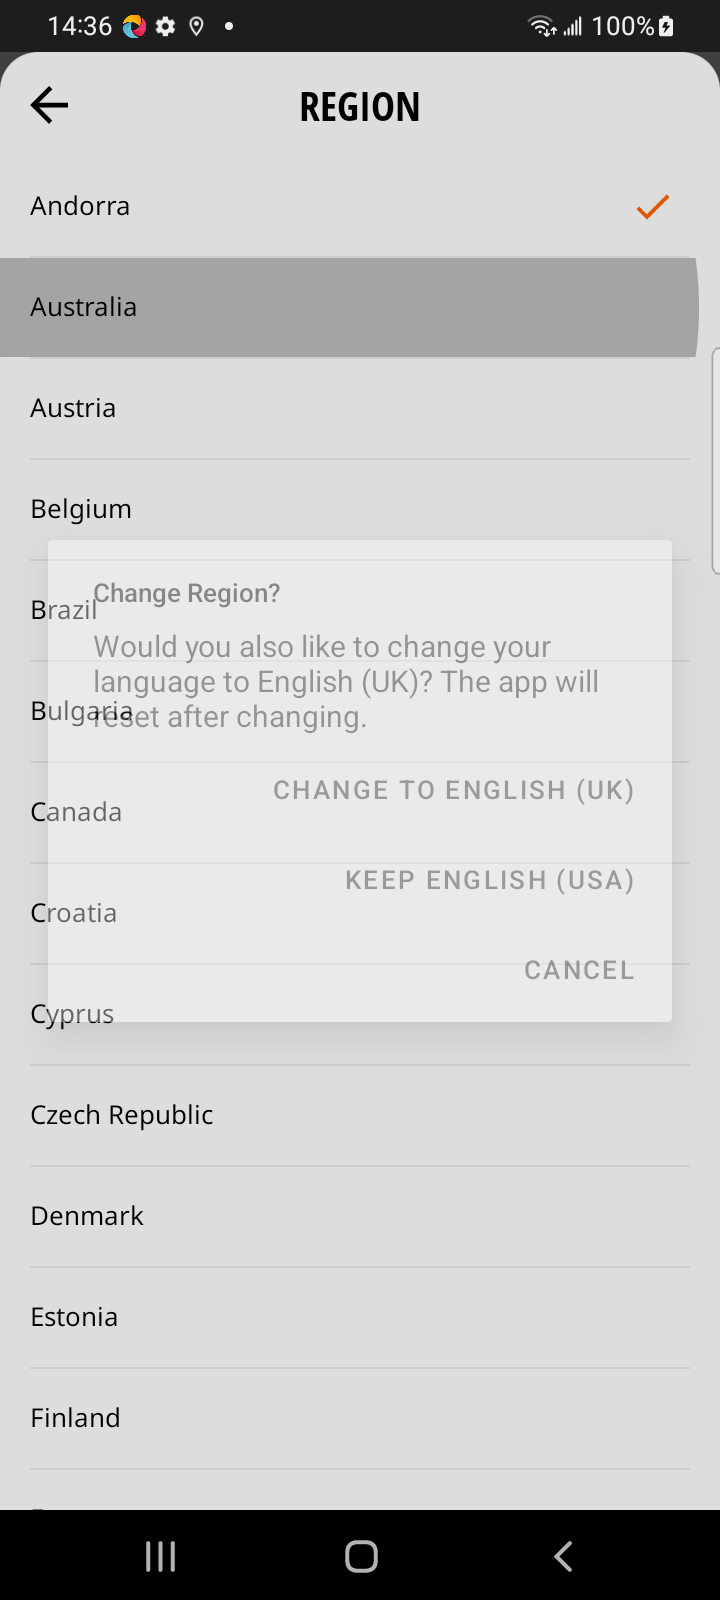 14:36
100%
REGION
Andorra
Australia
Austria
Belgium
Change Region?
Brazil
Would you also like to change your
language to English (UK)? The app will
Bulgaria
reset after changing.
CHANGE TO ENGLISH (UK)
Canada
KEEP ENGLISH (USA)
Croatia
CANCEL
Cyprus
Czech Republic
Denmark
Estonia
Finland